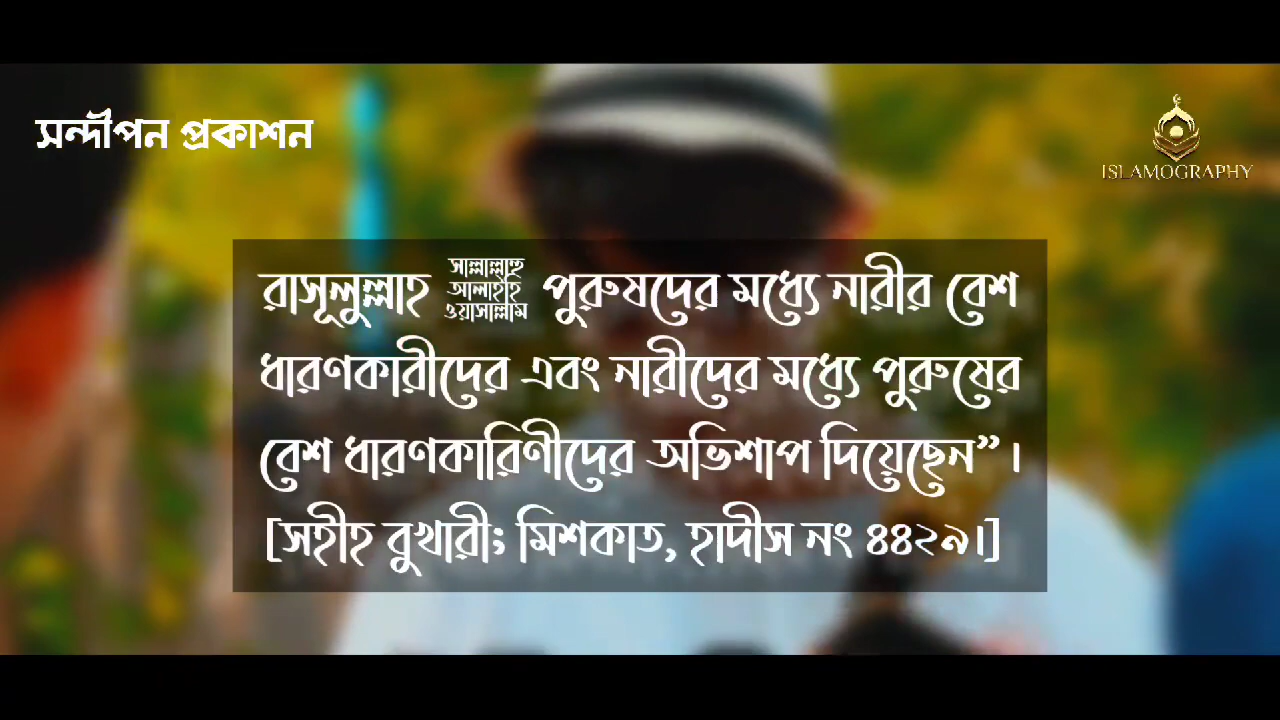 সন্দীপন প্রকাশন
ISLAMOGRAPHY
রাসূলুল্লাহ সাল্লাল্লাহু আলাইহি ওয়াসাল্লাম পুরুষদের মধ্যে নারীর বেশ
ধারণকারীদের এবং নারীদের মধ্যে পুরুষের
বেশ ধারণকারিণীদের অভিশাপ দিয়েছেন”।
[সহীহ বুখারী; মিশকাত, হাদীস নং ৪৪২৯।]